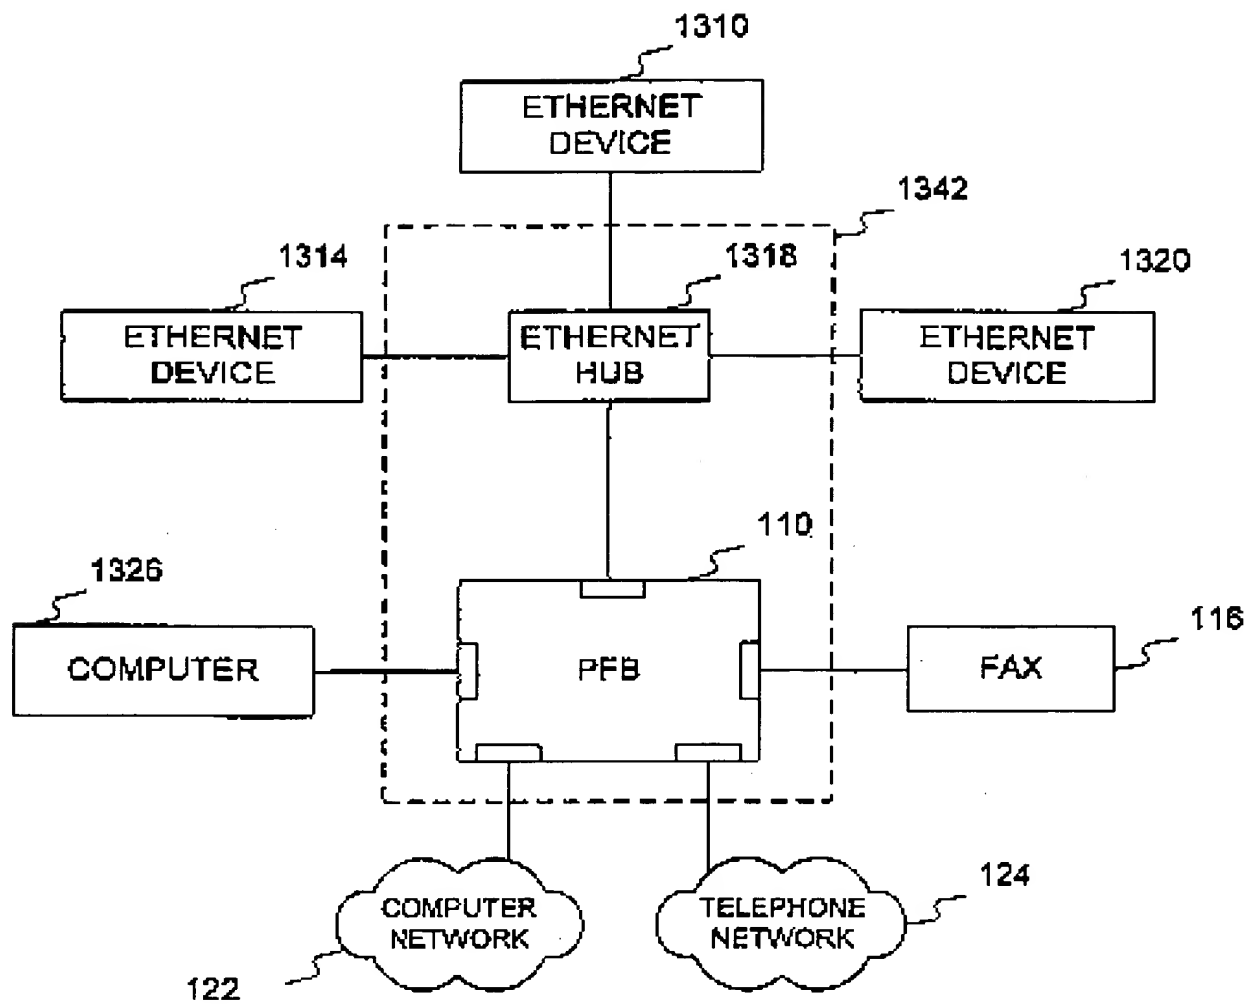 1310
ETHERNET
DEVICE
1342
1314
1318
1320
ETHERNET
DEVICE
ETHERNET
HUB
ETHERNET
DEVICE
110
1326
116
COMPUTER
PFB
FAX
COMPUTER
NETWORK
TELEPHONE
NETWORK
124
122